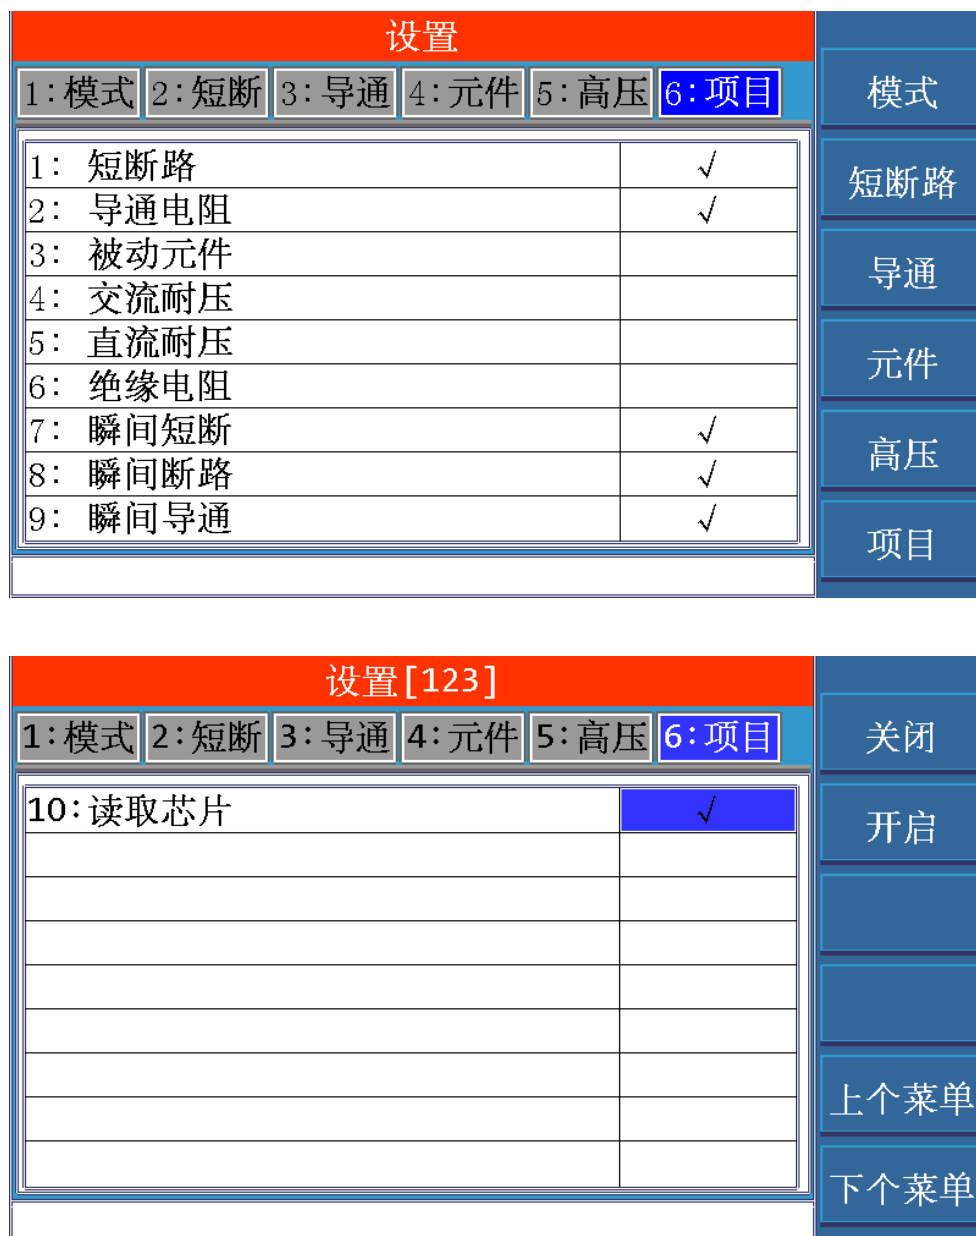 设置
1:模式 2:短断 3:导通 4:元件 5:高压 6:项目
1: 短断路 √
2: 导通电阻 √
3: 被动元件
4: 交流耐压
5: 直流耐压
6: 绝缘电阻
7: 瞬间短断 √
8: 瞬间断路 √
9: 瞬间导通 √
模式
短断路
导通
元件
高压
项目
设置[123]
1:模式 2:短断 3:导通 4:元件 5:高压 6:项目
10:读取芯片 √
关闭
开启
上个菜单
下个菜单